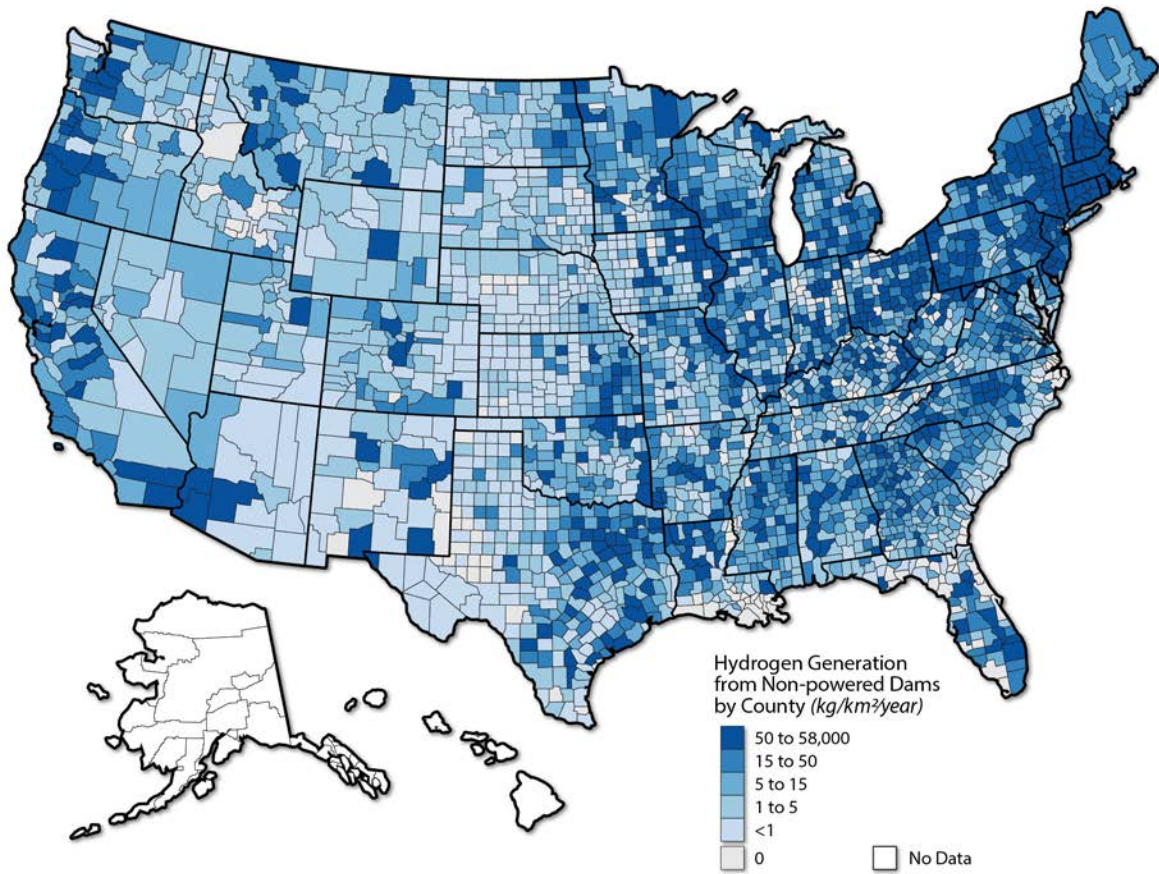 Hydrogen Generation
from Non-powered Dams
by County (kg/km²/year)
50 to 58,000
15 to 50
5 to 15
1 to 5
<1
0
No Data